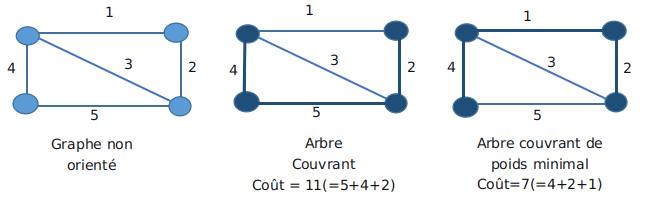 1
4
3
2
5
Graphe non
orienté
1
4
3
2
5
Arbre
Couvrant
Coût = 11(=5+4+2)
1
4
3
2
5
Arbre couvrant de
poids minimal
Coût=7(=4+2+1)